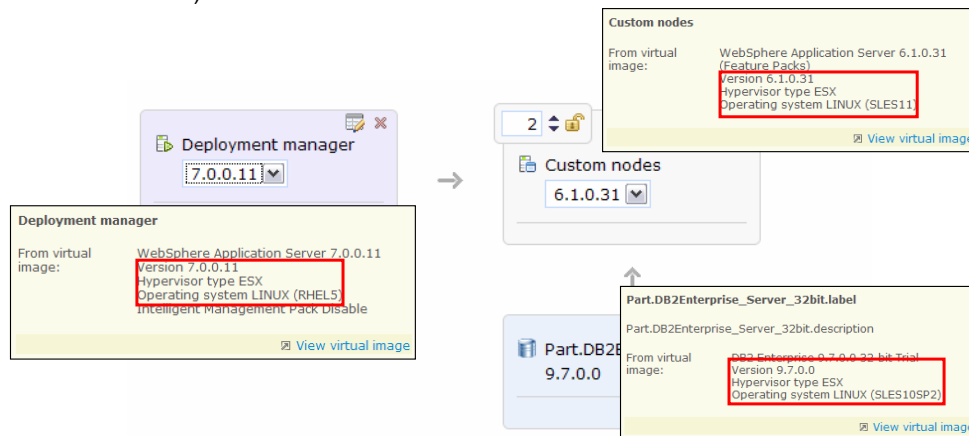 Custom nodes
From virtual image: WebSphere Application Server 6.1.0.31
(Feature Packs)
Version 6.1.0.31
Hypervisor type ESX
Operating system LINUX (SLES11)
View virtual image
2
Custom nodes
6.1.0.31
Deployment manager
7.0.0.11
Deployment manager
From virtual image: WebSphere Application Server 7.0.0.11
Version 7.0.0.11
Hypervisor type ESX
Operating system LINUX (RHEL5)
Intelligent Management Pack Disable
View virtual image
Part.DB2E
9.7.0.0
Part.DB2Enterprise_Server_32bit.label
Part.DB2Enterprise_Server_32bit.description
From virtual image: DB2 Enterprise 9.7.0.0 32-bit Trial
Version 9.7.0.0
Hypervisor type ESX
Operating system LINUX (SLES10SP2)
View virtual image